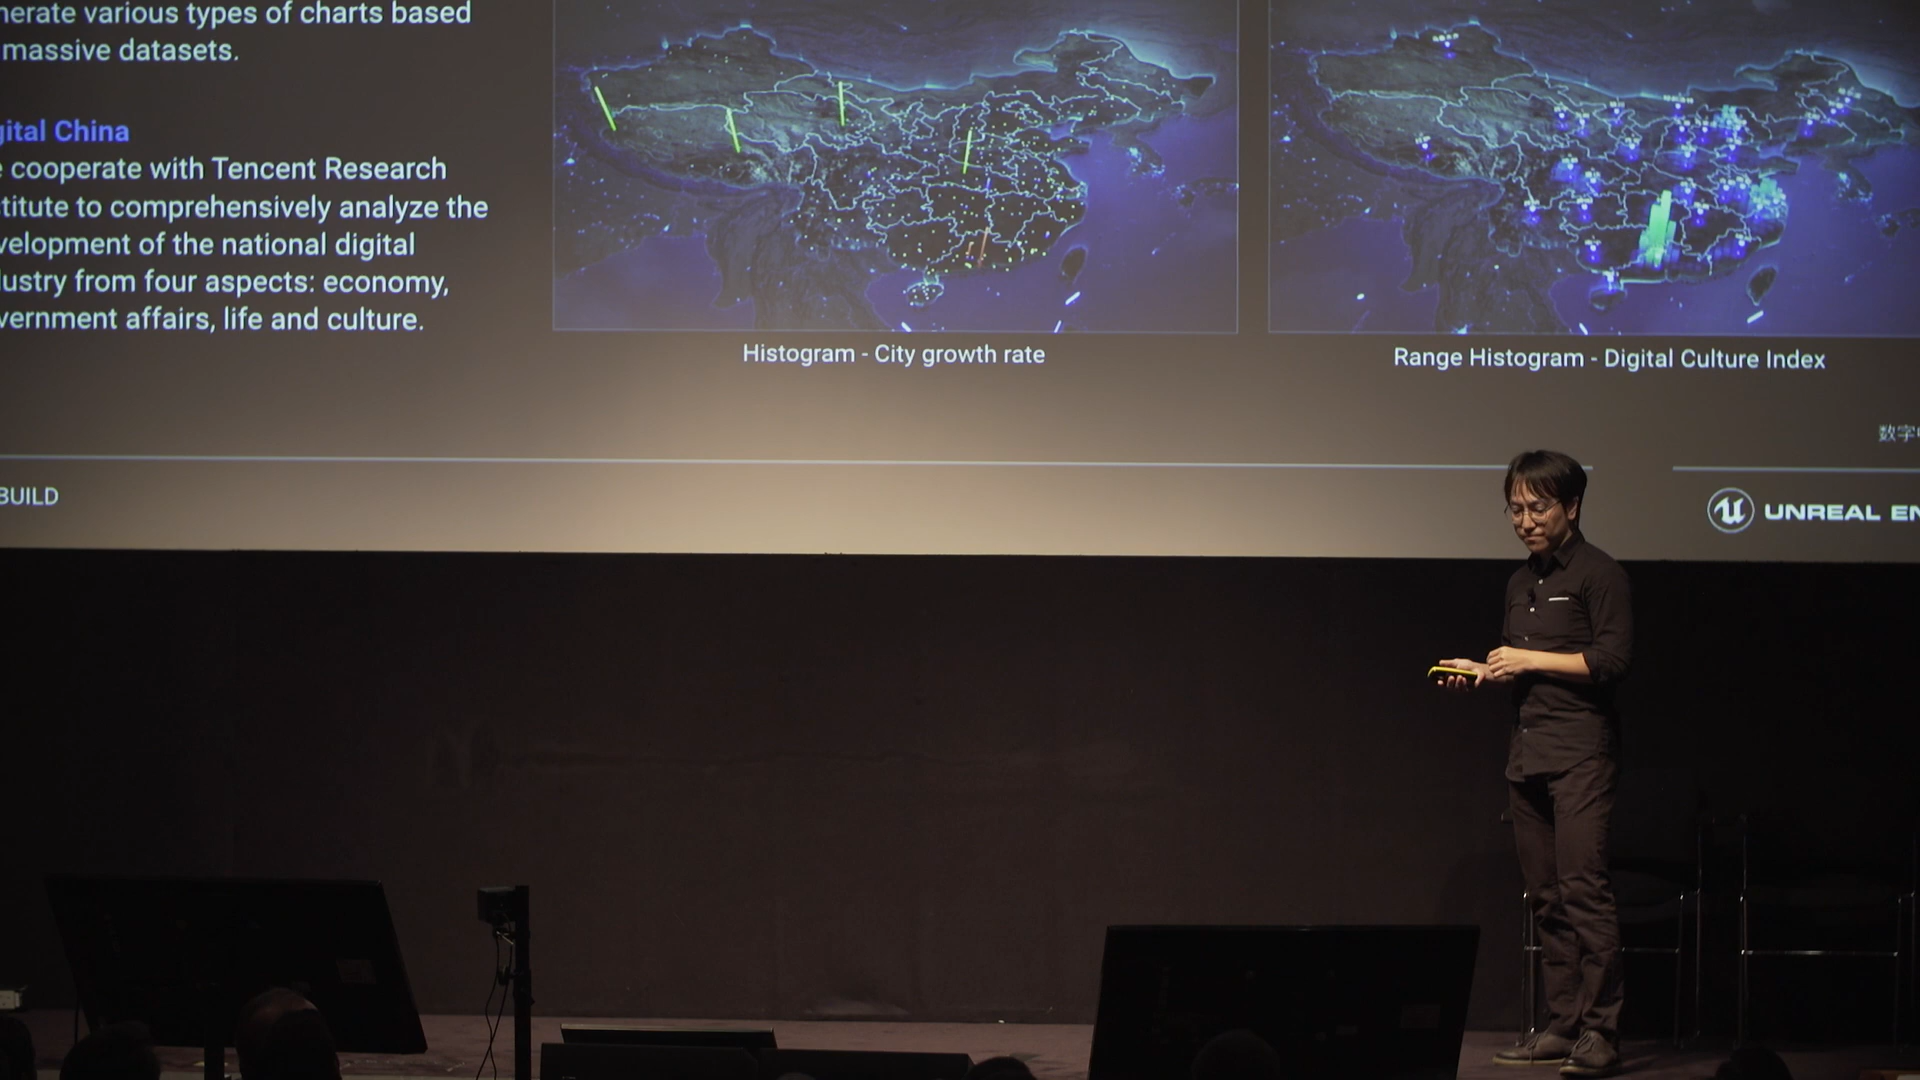 nerate various types of charts based
massive datasets.
gital China
e cooperate with Tencent Research
titute to comprehensively analyze the
velopment of the national digital
lustry from four aspects: economy,
vernment affairs, life and culture.
Histogram - City growth rate
Range Histogram - Digital Culture Index
数字
BUILD
UNREAL EN